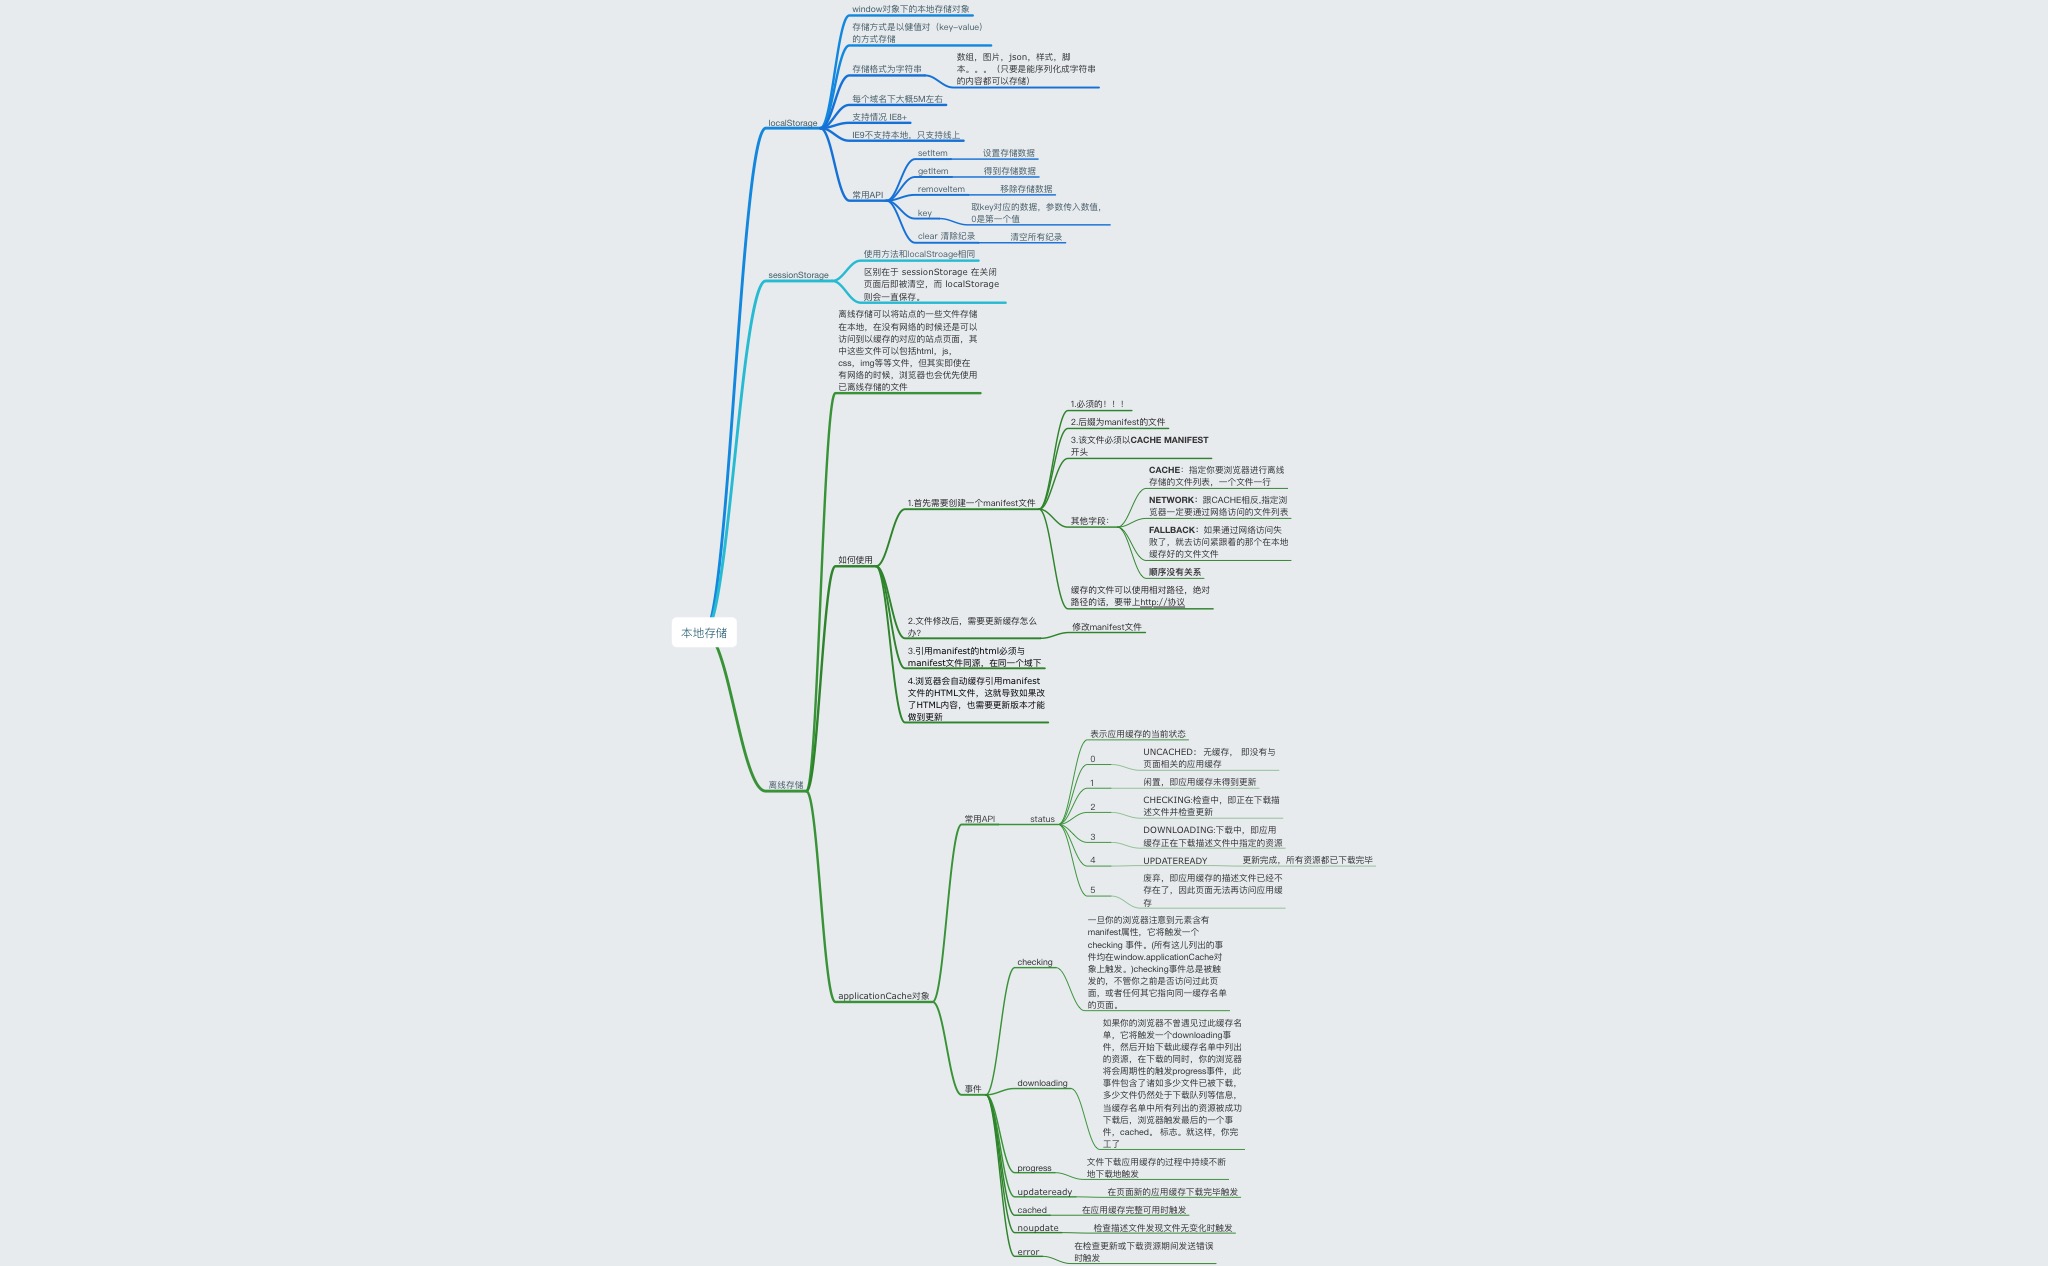 window对象下的本地存储对象
存储方式是以健值对（key-value）
的方式存储
存储格式为字符串
数组，图片，json，样式，脚
本。。。（只要是能序列化成字符串
的内容都可以存储）
每个域名下大概5M左右
支持情况 IE8+
IE9不支持本地，只支持线上
localStorage
常用API
setItem
设置存储数据
getItem
得到存储数据
removeItem
移除存储数据
key
取key对应的数据，参数传入数值，
0是第一个值
clear 清除纪录
清空所有纪录
sessionStorage
使用方法和localStroage相同
区别在于 sessionStorage 在关闭
页面后即被清空，而 localStorage
则会一直保存。
本地存储
离线存储
离线存储可以将站点的一些文件存储
在本地，在没有网络的时候还是可以
访问到以缓存的对应的站点页面，其
中这些文件可以包括html，js，
css，img等等文件，但其实即使在
有网络的时候，浏览器也会优先使用
已离线存储的文件
如何使用
1.首先需要创建一个manifest文件
1.必须的！！！
2.后缀为manifest的文件
3.该文件必须以CACHE MANIFEST
开头
其他字段：
CACHE：指定你要浏览器进行离线
存储的文件列表，一个文件一行
NETWORK：跟CACHE相反,指定浏
览器一定要通过网络访问的文件列表
FALLBACK：如果通过网络访问失
败了，就去访问紧跟着的那个在本地
缓存好的文件文件
顺序没有关系
缓存的文件可以使用相对路径，绝对
路径的话，要带上http://协议
2.文件修改后，需要更新缓存怎么
办？
修改manifest文件
3.引用manifest的html必须与
manifest文件同源，在同一个域下
4.浏览器会自动缓存引用manifest
文件的HTML文件，这就导致如果改
了HTML内容，也需要更新版本才能
做到更新
applicationCache对象
常用API
status
表示应用缓存的当前状态
0
UNCACHED： 无缓存， 即没有与
页面相关的应用缓存
1
闲置，即应用缓存未得到更新
2
CHECKING:检查中，即正在下载描
述文件并检查更新
3
DOWNLOADING:下载中，即应用
缓存正在下载描述文件中指定的资源
4
UPDATEREADY
更新完成，所有资源都已下载完毕
5
废弃，即应用缓存的描述文件已经不
存在了，因此页面无法再访问应用缓
存
事件
checking
一旦你的浏览器注意到元素含有
manifest属性，它将触发一个
checking 事件。(所有这儿列出的事
件均在window.applicationCache对
象上触发。)checking事件总是被触
发的，不管你之前是否访问过此页
面，或者任何其它指向同一缓存名单
的页面。
downloading
如果你的浏览器不曾遇见过此缓存名
单，它将触发一个downloading事
件，然后开始下载此缓存名单中列出
的资源，在下载的同时，你的浏览器
将会周期性的触发progress事件，此
事件包含了诸如多少文件已被下载，
多少文件仍然处于下载队列等信息，
当缓存名单中所有列出的资源被成功
下载后，浏览器触发最后的一个事
件，cached。 标志。就这样，你完
工了
progress
文件下载应用缓存的过程中持续不断
地下载地触发
updateready
在页面新的应用缓存下载完毕触发
cached
在应用缓存完整可用时触发
noupdate
检查描述文件发现文件无变化时触发
error
在检查更新或下载资源期间发送错误
时触发